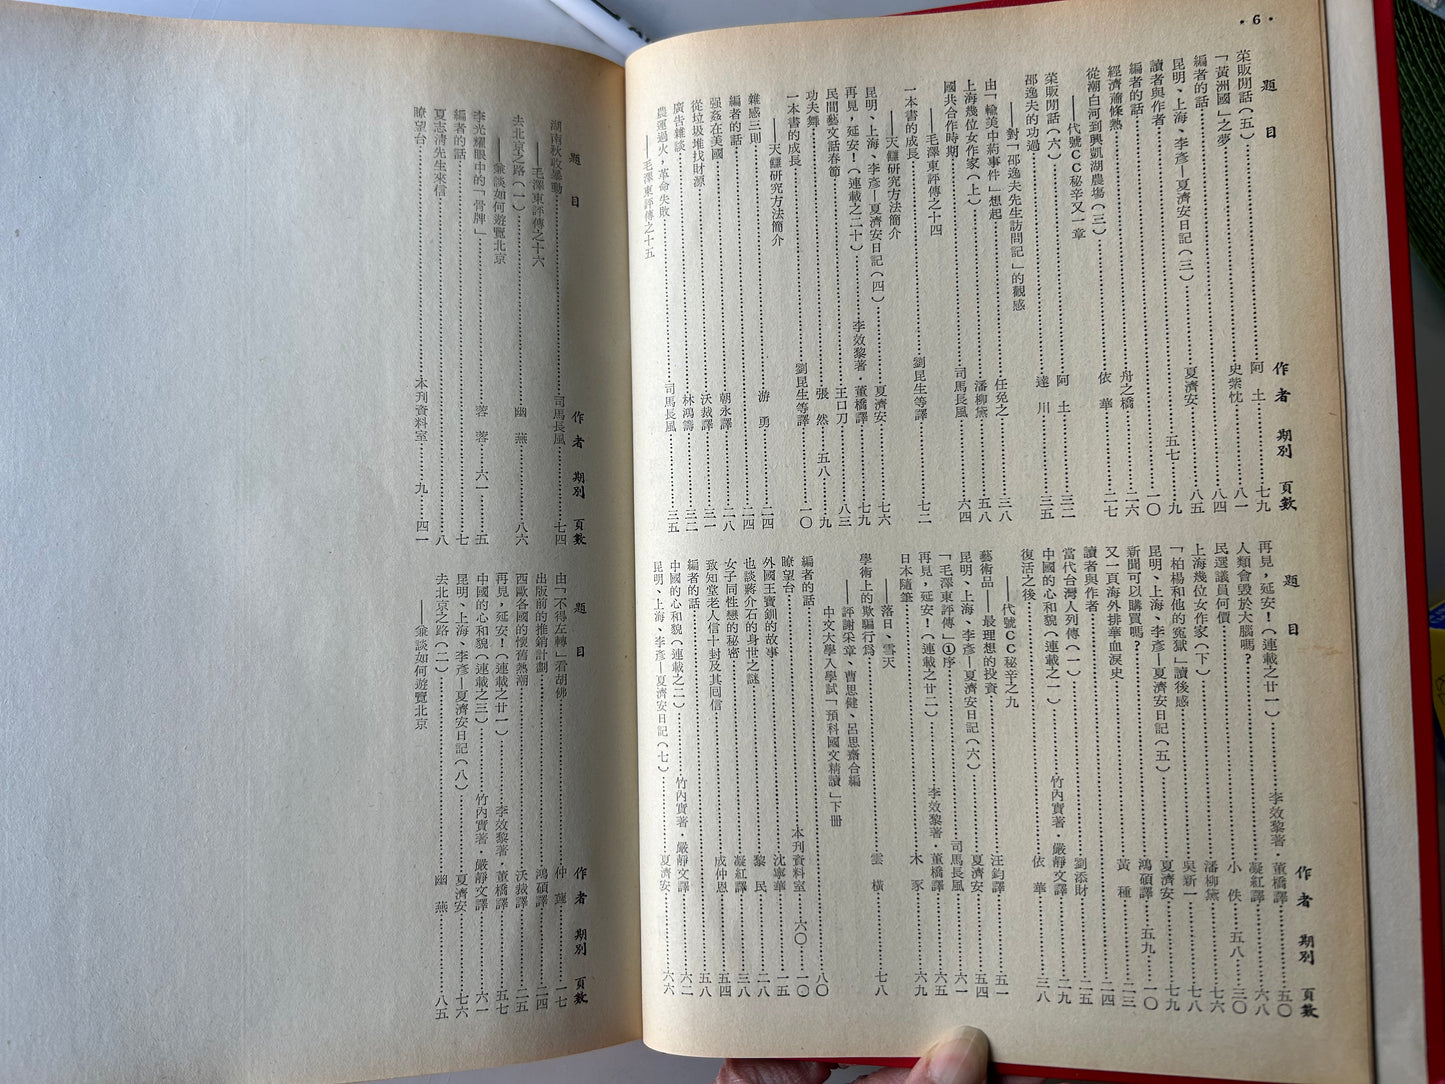 ·6·
題 目 作者 期別 頁數
菜販閒話（五）阿 土 七九
「黃洲國」之夢 史紫忱 八一
編者的話 八四
昆明、上海、李彥—夏濟安日記（三）夏濟安 八五
讀者與作者 五七 七九
編者的話 一〇
經濟蕭條熱 舟之橋 二六
從潮白河到興凱湖農場（三）依 華 二七
——代號CC秘辛又一章
菜販閒話（六）阿 土 三二
邵逸夫的功過 達 川 三五
——對「邵逸夫先生訪問記」的觀感
由「輸美中葯事件」想起 任免之 三八
上海幾位女作家（上）潘柳黛 五八
國共合作時期 司馬長風 六四
——毛澤東評傳之十四
一本書的成長 劉昆生等譯 七二
——天鷸研究方法簡介
昆明、上海、李彥—夏濟安日記（四）夏濟安 七六
再見，延安！（連載之二十）李效黎著·董橋譯 七九
民間藝文話春節 王口刀 八三
功夫舞 張 然 五八 九
一本書的成長 劉昆生等譯 一〇
——天鷸研究方法簡介
雜感三則 游 勇 二四
編者的話 二四
强姦在美國 朝永譯 二八
從垃圾堆找財源 沃裁譯 三一
廣告雜談 林鴻籌 三二
農運過火，革命失敗 司馬長風 三五
——毛澤東評傳之十五
題 目 作者 期別 頁數
再見，延安！（連載之廿一）李效黎著·董橋譯 五〇
人類會毀於大腦嗎？凝紅譯 六八
民選議員何價 小 佚 五八 三〇
上海幾位女作家（下）潘柳黛 七六
「柏楊和他的寃獄」讀後感 吳新一 七八
昆明、上海、李彥—夏濟安日記（五）夏濟安 七九
新聞可以購買嗎？鴻碩譯 五九 一〇
又一頁海外排華血淚史 黃 種 二三
讀者與作者 二四
當代台灣人列傳（一）劉添財 二九
中國的心和貌（連載之一）竹內實著·嚴靜文譯
復活之後 依 華 三八
——代號CC秘辛之九
藝術品——最理想的投資 汪鈞譯 五一
昆明、上海、李彥—夏濟安日記（六）夏濟安 五四
「毛澤東評傳」①序 司馬長風 六一
再見，延安！（連載之廿二）李效黎著·董橋譯 六五
日本隨筆 木 豕 六九
——落日、雪天
學術上的欺騙行爲 雲 橫 七八
——評謝采章、曹思健、呂思齋合編
中文大學入學試「預科國文精讀」下冊
編者的話 八〇
瞭望台 本刊資料室 六〇 一〇
外國王寶釧的故事 沈寧華 一五
也談蔣介石的身世之謎 黎 民 二八
女子同性戀的秘密 凝紅譯 三八
致知堂老人信十封及其回信 成仲恩 五四
編者的話 五八
中國的心和貌（連載之二）竹內實著·嚴靜文譯 六二
昆明、上海、李彥—夏濟安日記（七）夏濟安 六六
題 目 作者 期別 頁數
湖南秋收暴動 司馬長風 七四
——毛澤東評傳之十六
去北京之路（一）幽 燕 八六
——兼談如何遊覽北京
李光耀眼中的「骨牌」蓉 蓉 六一 五
編者的話 七
夏志清先生來信 八
瞭望台 本刊資料室 九 四一
題 目 作者 期別 頁數
由「不得左轉」看胡佛 仲 一七
出版前的推銷計劃 鴻碩譯 二四
西歐各國的懷舊熱潮 沃裁譯 二五
再見，延安！（連載之廿一）李效黎著·董橋譯 五七
中國的心和貌（連載之三）竹內實著·嚴靜文譯 六一
昆明、上海、李彥—夏濟安日記（八）夏濟安 七六
去北京之路（二）幽 燕 八五
——兼談如何遊覽北京